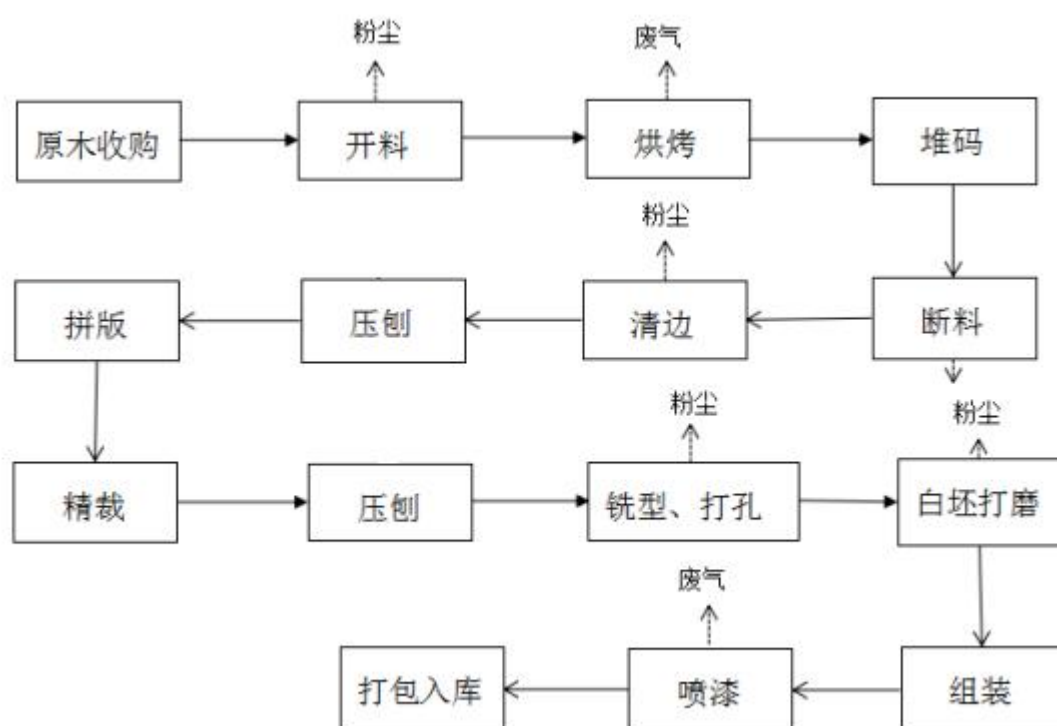 粉尘
废气
原木收购
开料
烘烤
堆码
粉尘
拼版
压刨
清边
断料
粉尘
粉尘
精裁
压刨
铣型、打孔
白坯打磨
废气
打包入库
喷漆
组装